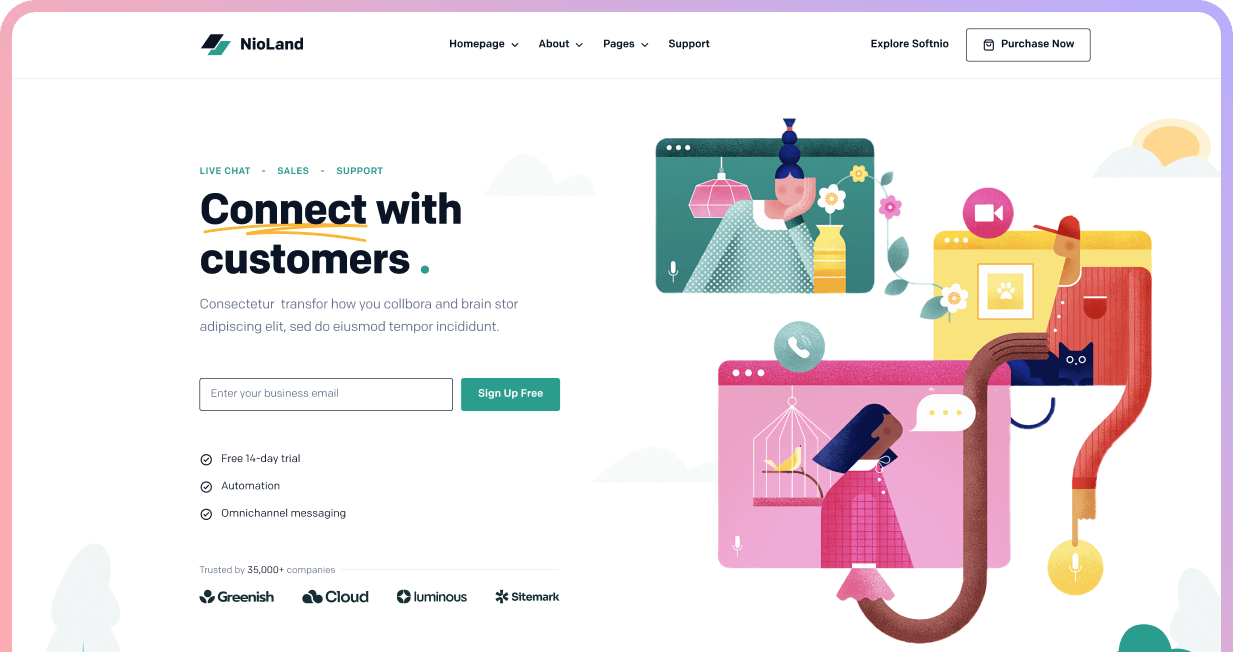 NioLand
Homepage About Pages Support
Explore Softnio Purchase Now
LIVE CHAT - SALES - SUPPORT
Connect with
customers .
Consectetur transfor how you collbora and brain stor
adipiscing elit, sed do eiusmod tempor incididunt.
Enter your business email
Sign Up Free
Free 14-day trial
Automation
Omnichannel messaging
Trusted by 35,000+ companies
Greenish Cloud luminous Sitemark